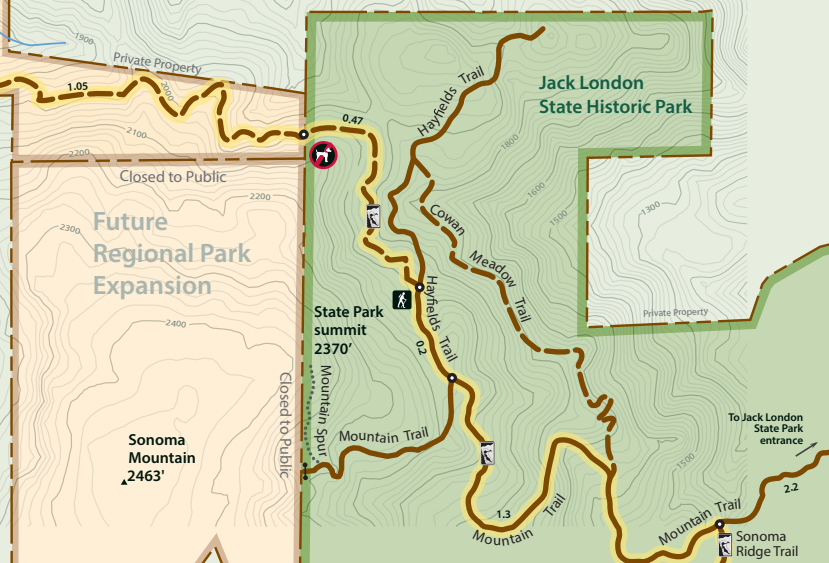 1900
Private Property
1.05
2000
2100
2200
Closed to Public
2200
2300
Future
Regional Park
Expansion
2400
Sonoma
Mountain
2463'
Closed to Public
0.47
Hayfields Trail
Jack London
State Historic Park
1800
1600
1500
1300
Cowan Meadow Trail
Private Property
Hayfields Trail
State Park
summit
2370'
0.2
Mountain Spur
Mountain Trail
1.3
Mountain Trail
1500
To Jack London
State Park
entrance
2.2
Mountain Trail
Sonoma
Ridge Trail